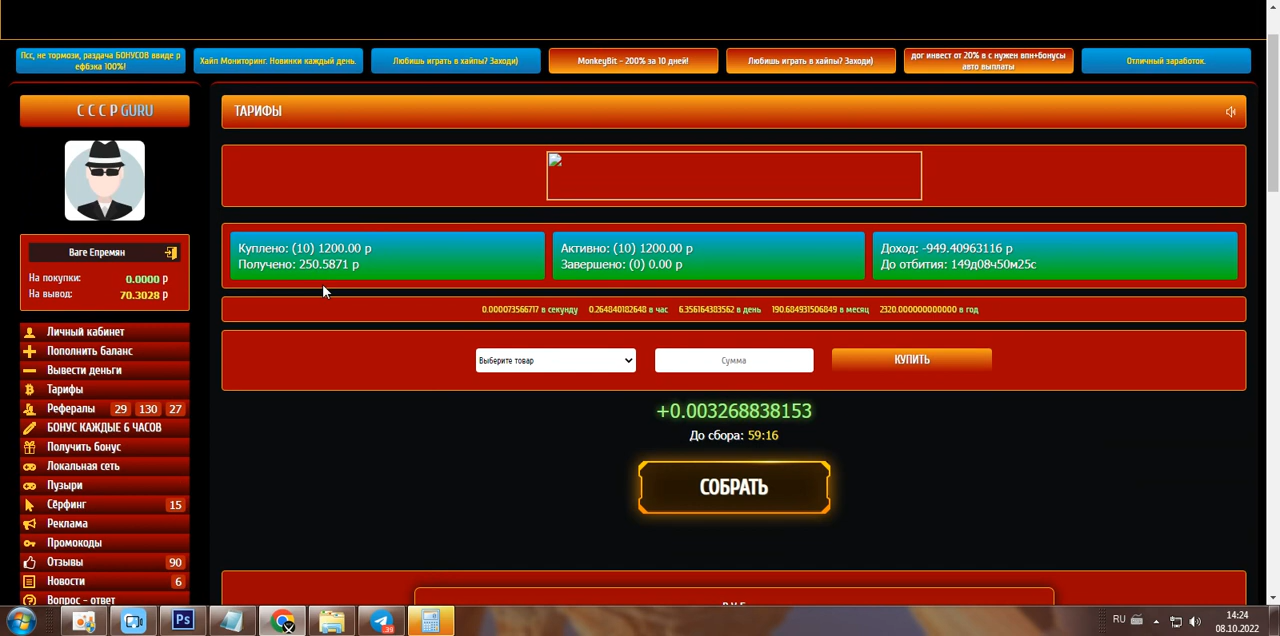 Псс, не тормози, раздача БОНУСОВ ввиде р
ефбэка 100%!
Хайп Мониторинг. Новинки каждый день.
Любишь играть в хайпы? Заходи)
MonkeyBit - 200% за 10 дней!
Любишь играть в хайпы? Заходи)
дог инвест от 20% в с нужен впн+бонусы
авто выплаты
Отличный заработок.
С С С Р GURU
ТАРИФЫ
Куплено: (10) 1200.00 р
Получено: 250.5871 р
Активно: (10) 1200.00 р
Завершено: (0) 0.00 р
Доход: -949.40963116 р
До отбития: 149д08ч50м25с
Ваге Епремян
На покупки: 0.0000 р
На вывод: 70.3028 р
0.000073566717 в секунду 0.264840182648 в час 6.356164383562 в день 190.684931506849 в месяц 2320.000000000000 в год
Выберите товар
Сумма
КУПИТЬ
+0.003268838153
До сбора: 59:16
СОБРАТЬ
Личный кабинет
Пополнить баланс
Вывести деньги
Тарифы
Рефералы 29 130 27
БОНУС КАЖДЫЕ 6 ЧАСОВ
Получить бонус
Локальная сеть
Пузыри
Сёрфинг 15
Реклама
Промокоды
Отзывы 90
Новости 6
Вопрос - ответ
Ps
39
RU
14:24
08.10.2022